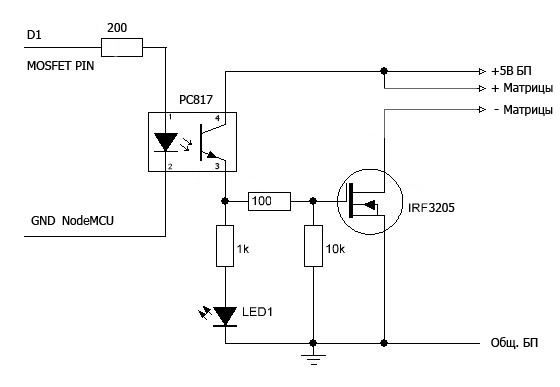 D1
200
MOSFET PIN
PC817
+5В БП
+ Матрицы
- Матрицы
1
4
2
3
100
IRF3205
GND NodeMCU
1k
10k
LED1
Общ. БП